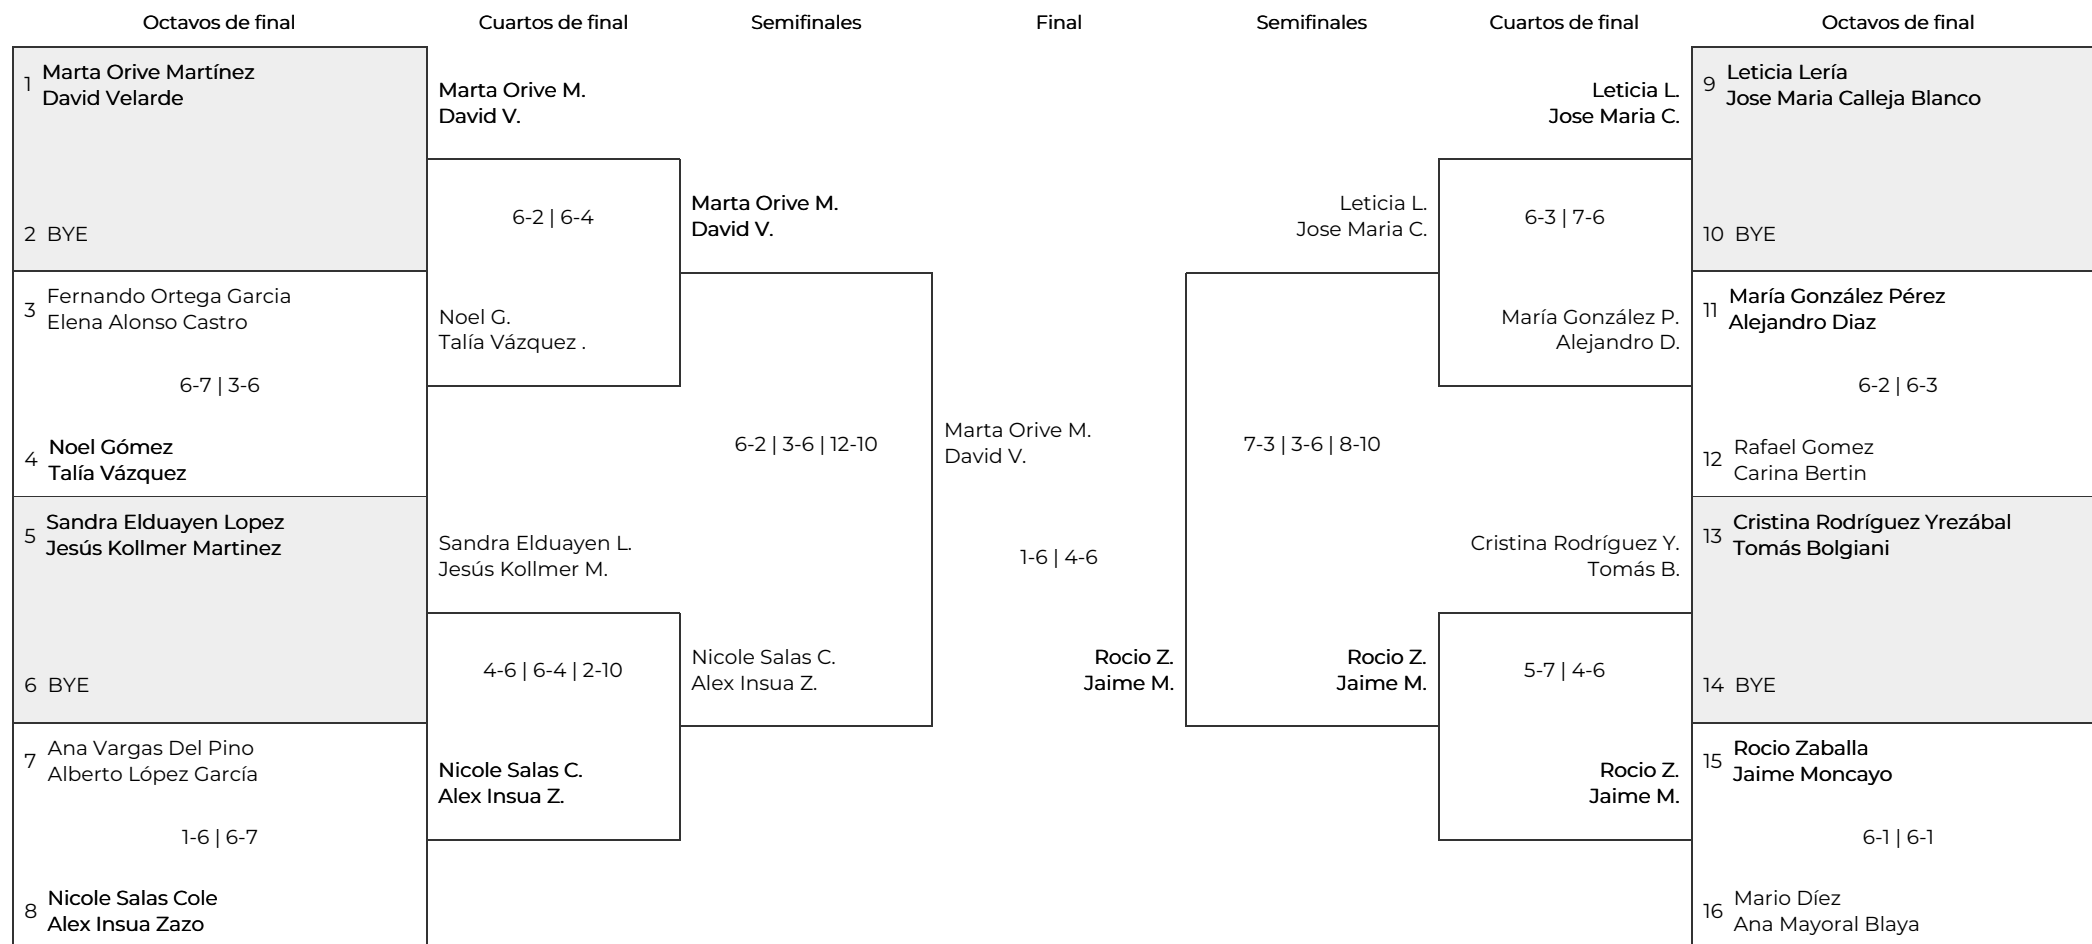 Octavos de final
Cuartos de final
Semifinales
Final
Semifinales
Cuartos de final
Octavos de final
1 Marta Orive Martínez
David Velarde
2 BYE
3 Fernando Ortega Garcia
Elena Alonso Castro
6-7 | 3-6
4 Noel Gómez
Talía Vázquez
5 Sandra Elduayen Lopez
Jesús Kollmer Martinez
6 BYE
7 Ana Vargas Del Pino
Alberto López García
1-6 | 6-7
8 Nicole Salas Cole
Alex Insua Zazo
Marta Orive M.
David V.
6-2 | 6-4
Noel G.
Talía Vázquez .
Sandra Elduayen L.
Jesús Kollmer M.
4-6 | 6-4 | 2-10
Nicole Salas C.
Alex Insua Z.
Marta Orive M.
David V.
6-2 | 3-6 | 12-10
Nicole Salas C.
Alex Insua Z.
Marta Orive M.
David V.
1-6 | 4-6
Rocio Z.
Jaime M.
Leticia L.
Jose Maria C.
7-3 | 3-6 | 8-10
Rocio Z.
Jaime M.
Leticia L.
Jose Maria C.
6-3 | 7-6
María González P.
Alejandro D.
Cristina Rodríguez Y.
Tomás B.
5-7 | 4-6
Rocio Z.
Jaime M.
9 Leticia Lería
Jose Maria Calleja Blanco
10 BYE
11 María González Pérez
Alejandro Diaz
6-2 | 6-3
12 Rafael Gomez
Carina Bertin
13 Cristina Rodríguez Yrezábal
Tomás Bolgiani
14 BYE
15 Rocio Zaballa
Jaime Moncayo
6-1 | 6-1
16 Mario Díez
Ana Mayoral Blaya